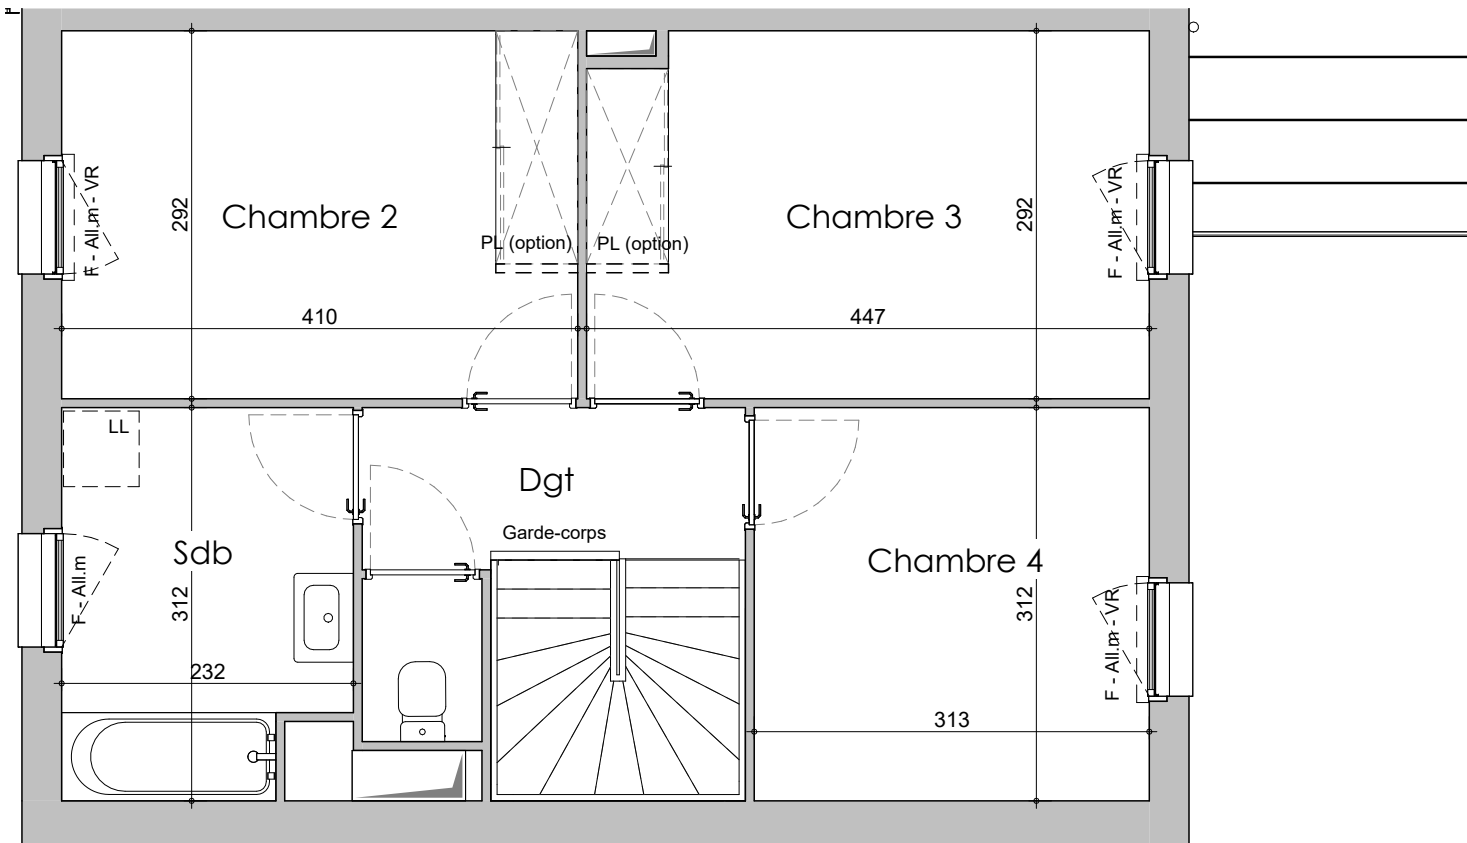 F - All.m - VR
292
Chambre 2
PL (option)
PL (option)
Chambre 3
292
F - All.m - VR
410
447
LL
Dgt
Garde-corps
Sdb
F - All.m
312
232
Chambre 4
312
F - All.m - VR
313